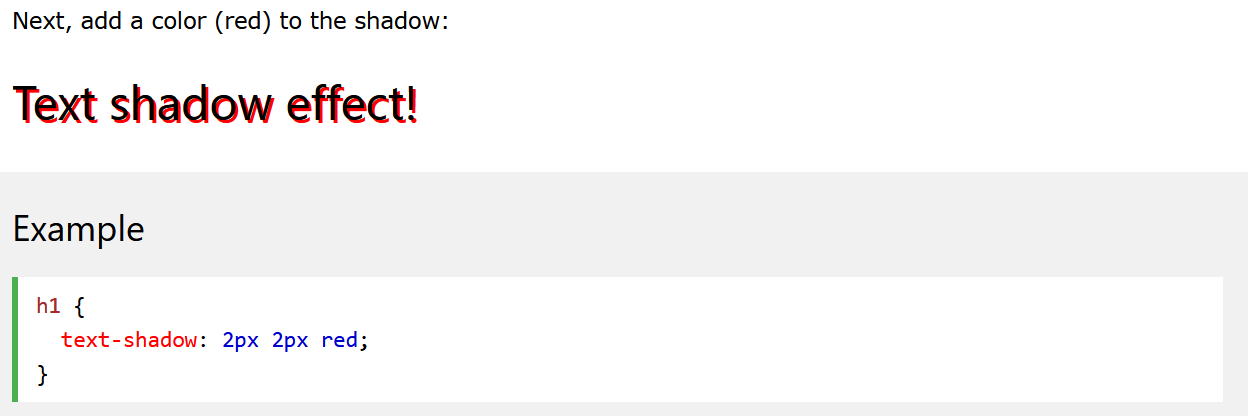 Next, add a color (red) to the shadow:
Text shadow effect!
Example
h1 {
  text-shadow: 2px 2px red;
}